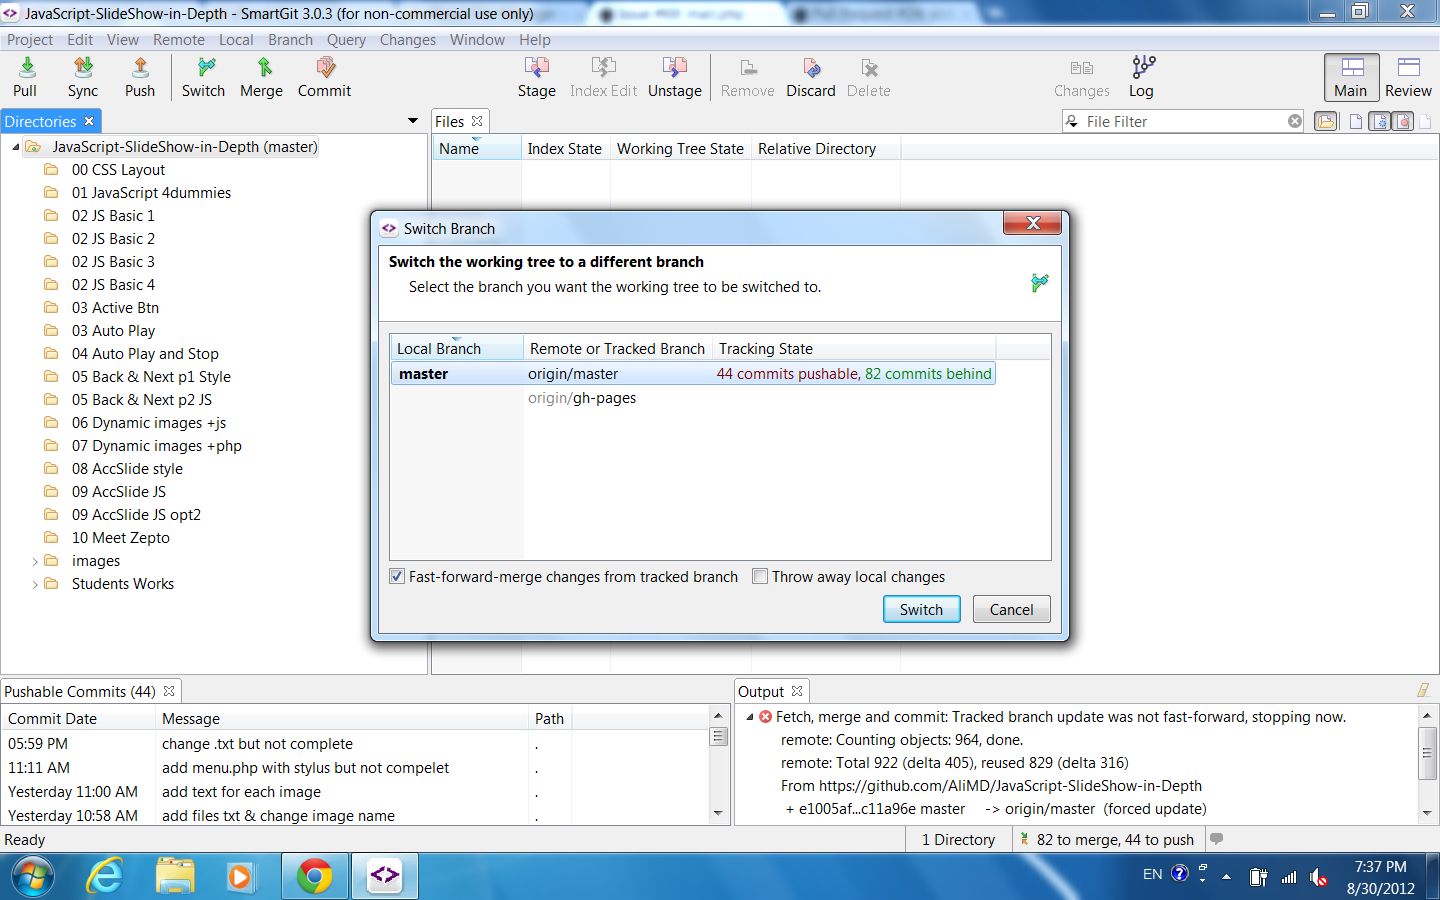 JavaScript-SlideShow-in-Depth - SmartGit 3.0.3 (for non-commercial use only)
Project Edit View Remote Local Branch Query Changes Window Help
Pull Sync Push Switch Merge Commit Stage Index Edit Unstage Remove Discard Delete Changes Log Main Review
Directories
Files
File Filter
JavaScript-SlideShow-in-Depth (master)
00 CSS Layout
01 JavaScript 4dummies
02 JS Basic 1
02 JS Basic 2
02 JS Basic 3
02 JS Basic 4
03 Active Btn
03 Auto Play
04 Auto Play and Stop
05 Back & Next p1 Style
05 Back & Next p2 JS
06 Dynamic images +js
07 Dynamic images +php
08 AccSlide style
09 AccSlide JS
09 AccSlide JS opt2
10 Meet Zepto
images
Students Works
Name Index State Working Tree State Relative Directory
Switch Branch
Switch the working tree to a different branch
Select the branch you want the working tree to be switched to.
Local Branch Remote or Tracked Branch Tracking State
master origin/master 44 commits pushable, 82 commits behind
origin/gh-pages
Fast-forward-merge changes from tracked branch Throw away local changes
Switch Cancel
Pushable Commits (44)
Commit Date Message Path
05:59 PM change .txt but not complete .
11:11 AM add menu.php with stylus but not compelet .
Yesterday 11:00 AM add text for each image .
Yesterday 10:58 AM add files txt & change image name .
Output
Fetch, merge and commit: Tracked branch update was not fast-forward, stopping now.
remote: Counting objects: 964, done.
remote: Total 922 (delta 405), reused 829 (delta 316)
From https://github.com/AliMD/JavaScript-SlideShow-in-Depth
+ e1005af...c11a96e master -> origin/master (forced update)
Ready 1 Directory 82 to merge, 44 to push
EN 7:37 PM
8/30/2012